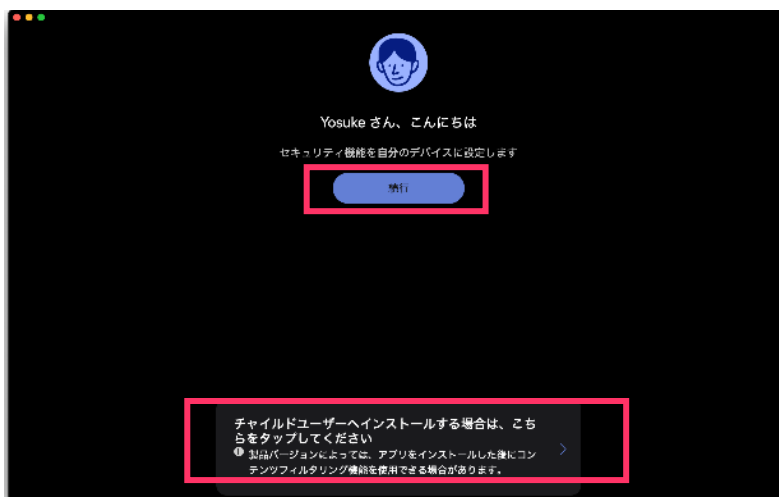 Yosuke さん、こんにちは
セキュリティ機能を自分のデバイスに設定します
続行
チャイルドユーザーへインストールする場合は、こち
らをタップしてください
製品バージョンによっては、アプリをインストールした後にコン
テンツフィルタリング機能を使用できる場合があります。